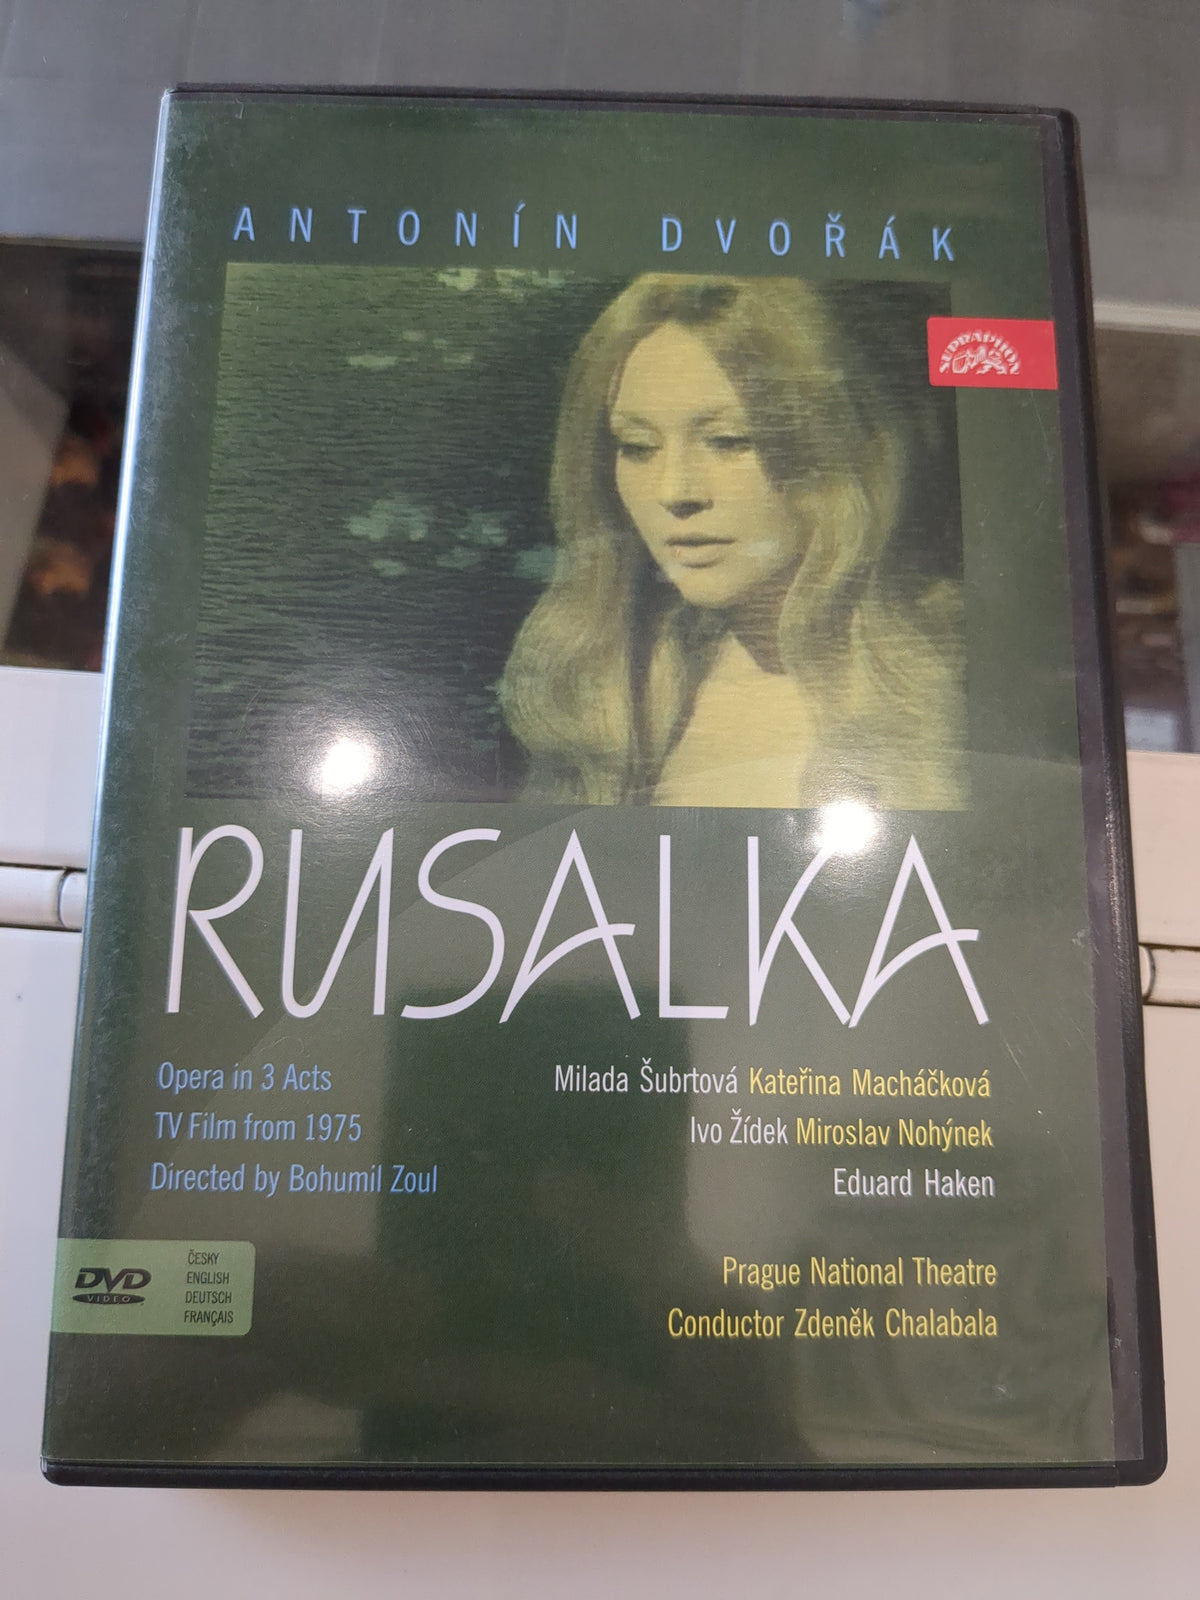 ANTONÍN DVOŘÁK
SUPRAPHON
RUSALKA
Opera in 3 Acts
TV Film from 1975
Directed by Bohumil Zoul
Milada Šubrtová Kateřina Macháčková
Ivo Žídek Miroslav Nohýnek
Eduard Haken
Prague National Theatre
Conductor Zdeněk Chalabala
DVD
VIDEO
ČESKY
ENGLISH
DEUTSCH
FRANÇAIS